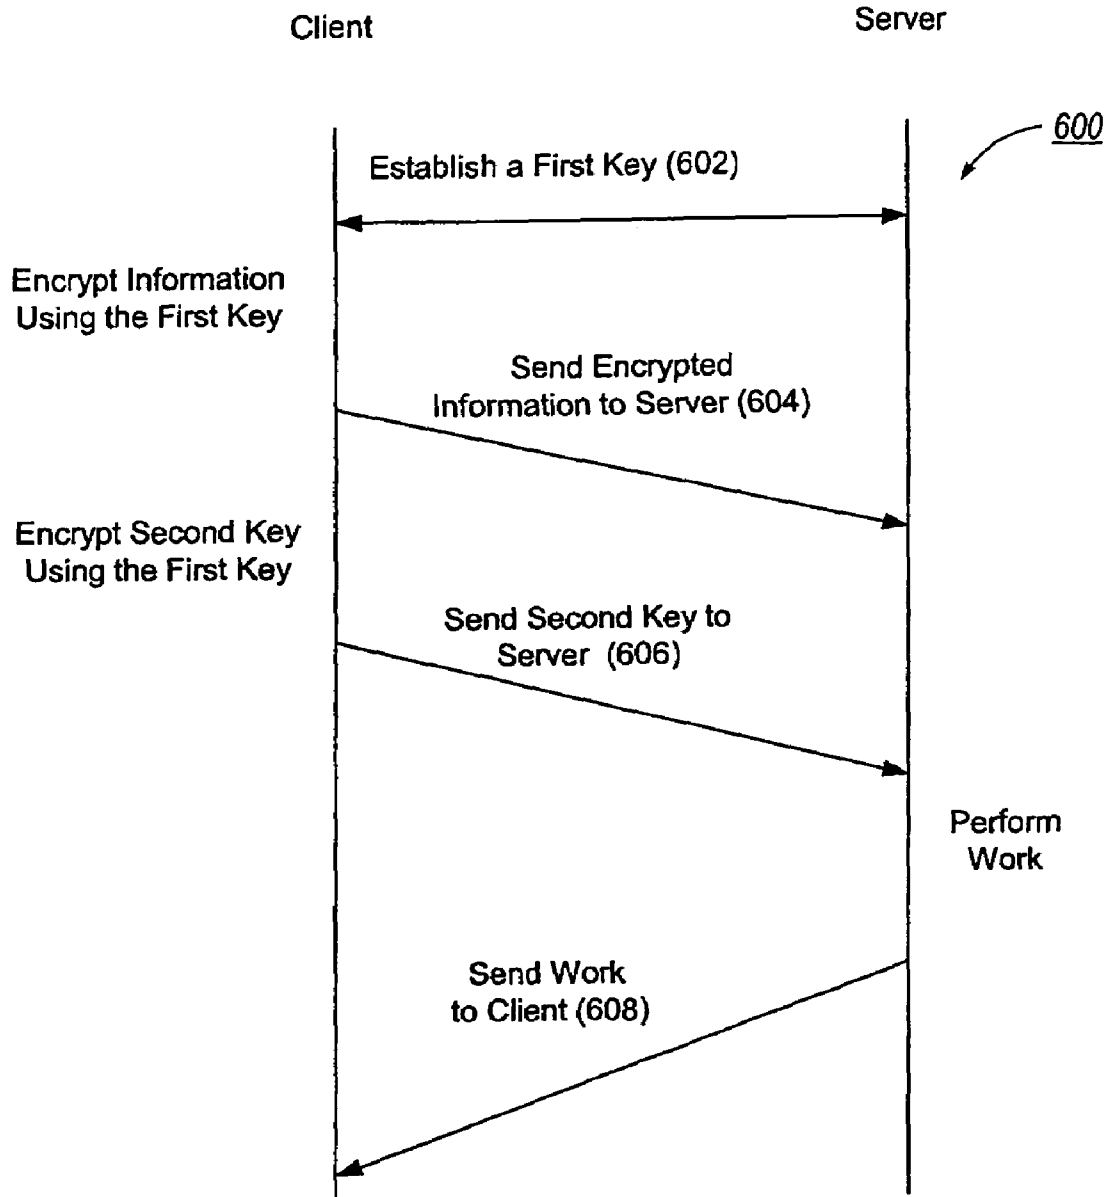 Client
Server
600
Establish a First Key (602)
Encrypt Information
Using the First Key
Send Encrypted
Information to Server (604)
Encrypt Second Key
Using the First Key
Send Second Key to
Server (606)
Perform
Work
Send Work
to Client (608)